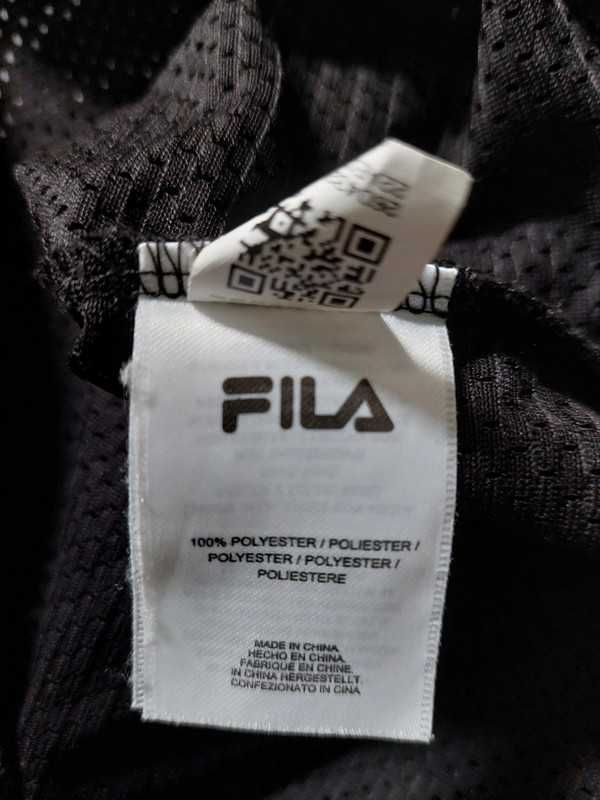 FILA
100% POLYESTER / POLIESTER /
POLYESTER / POLYESTER /
POLIESTERE
MADE IN CHINA.
HECHO EN CHINA.
FABRIQUE EN CHINE.
IN CHINA HERGESTELLT.
CONFEZIONATO IN CINA